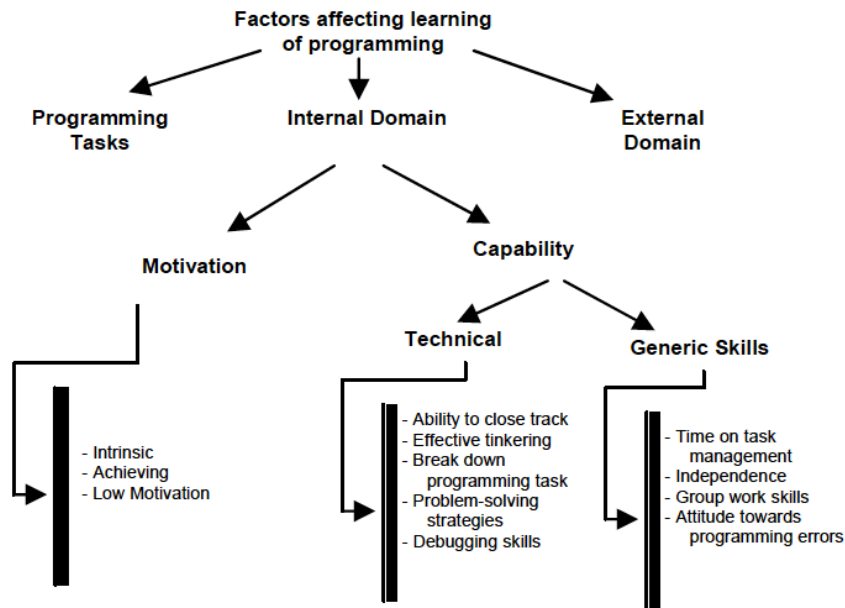 Factors affecting learning
of programming
Programming
Tasks
Internal Domain
External
Domain
Motivation
Capability
Technical
Generic Skills
- Intrinsic
- Achieving
- Low Motivation
- Ability to close track
- Effective tinkering
- Break down
programming task
- Problem-solving
strategies
- Debugging skills
- Time on task
management
- Independence
- Group work skills
- Attitude towards
programming errors